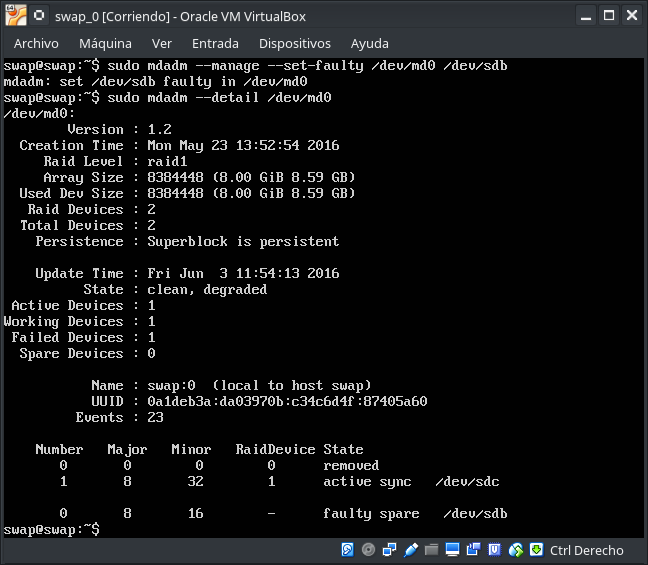 swap_0 [Corriendo] - Oracle VM VirtualBox
Archivo Máquina Ver Entrada Dispositivos Ayuda
swap@swap:~$ sudo mdadm --manage --set-faulty /dev/md0 /dev/sdb
mdadm: set /dev/sdb faulty in /dev/md0
swap@swap:~$ sudo mdadm --detail /dev/md0
/dev/md0:
Version : 1.2
Creation Time : Mon May 23 13:52:54 2016
Raid Level : raid1
Array Size : 8384448 (8.00 GiB 8.59 GB)
Used Dev Size : 8384448 (8.00 GiB 8.59 GB)
Raid Devices : 2
Total Devices : 2
Persistence : Superblock is persistent
Update Time : Fri Jun  3 11:54:13 2016
State : clean, degraded
Active Devices : 1
Working Devices : 1
Failed Devices : 1
Spare Devices : 0
Name : swap:0  (local to host swap)
UUID : 0a1deb3a:da03970b:c34c6d4f:87405a60
Events : 23
Number   Major   Minor   RaidDevice State
0        0        0        0      removed
1        8       32        1      active sync   /dev/sdc
0        8       16        -      faulty spare   /dev/sdb
swap@swap:~$
Ctrl Derecho